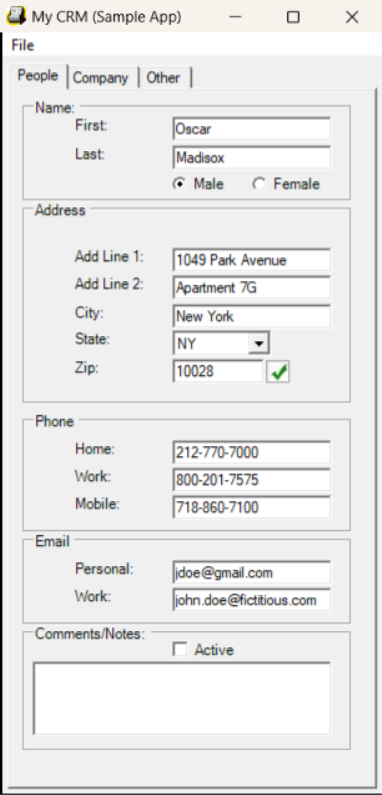 My CRM (Sample App)
File
People Company Other
Name:
First: Oscar
Last: Madisox
Male Female
Address
Add Line 1: 1049 Park Avenue
Add Line 2: Apartment 7G
City: New York
State: NY
Zip: 10028
Phone
Home: 212-770-7000
Work: 800-201-7575
Mobile: 718-860-7100
Email
Personal: jdoe@gmail.com
Work: john.doe@fictitious.com
Comments/Notes:
Active